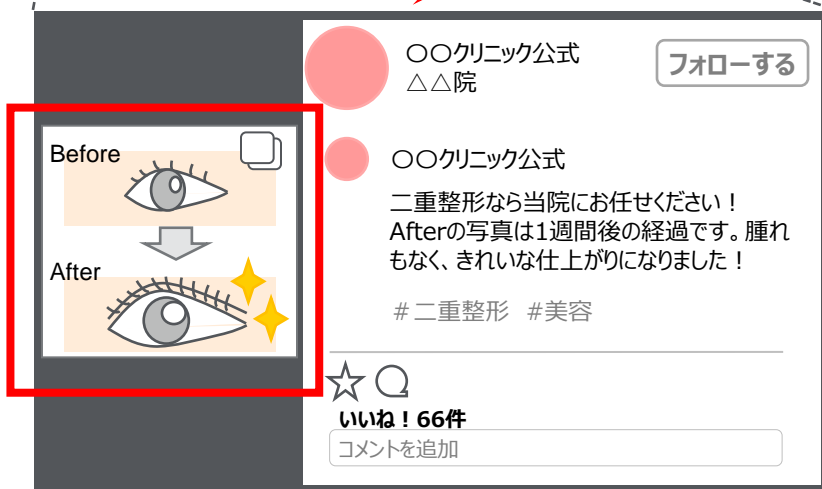 〇〇クリニック公式
△△院
フォローする
Before
After
〇〇クリニック公式
二重整形なら当院にお任せください！
Afterの写真は1週間後の経過です。腫れ
もなく、きれいな仕上がりになりました！
#二重整形 #美容
いいね！66件
コメントを追加